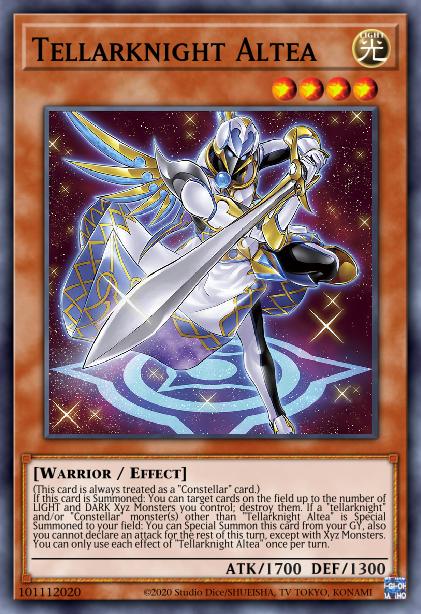 TELLARKNIGHT ALTEA
LIGHT
光
[WARRIOR / EFFECT]
(This card is always treated as a "Constellar" card.)
If this card is Summoned: You can target cards on the field up to the number of
LIGHT and DARK Xyz Monsters you control; destroy them. If a "tellarknight"
and/or "Constellar" monster(s) other than "Tellarknight Altea" is Special
Summoned to your field: You can Special Summon this card from your GY, also
you cannot declare an attack for the rest of this turn, except with Xyz Monsters.
You can only use each effect of "Tellarknight Altea" once per turn.
ATK/1700 DEF/1300
101112020
©2020 Studio Dice/SHUEISHA, TV TOKYO, KONAMI